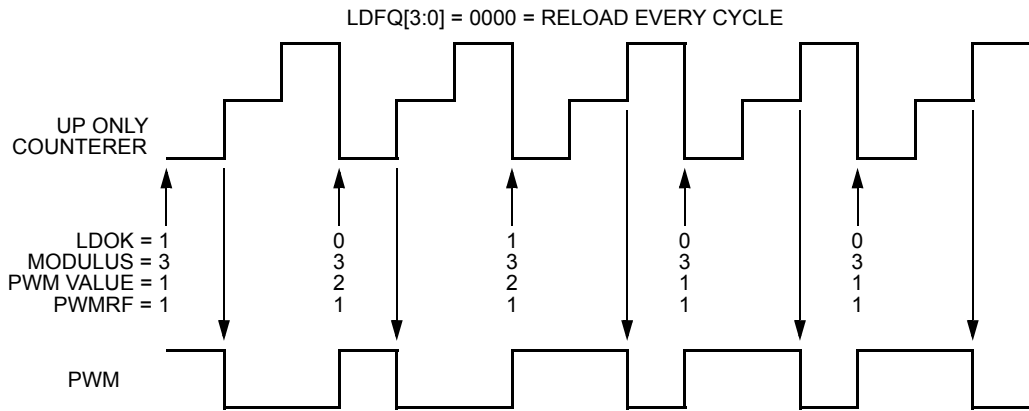 LDFQ[3:0] = 0000 = RELOAD EVERY CYCLE
UP ONLY
COUNTERER
LDOK = 1 0 1 0 0
MODULUS = 3 3 3 3 3
PWM VALUE = 1 2 2 1 1
PWMRF = 1 1 1 1 1
PWM